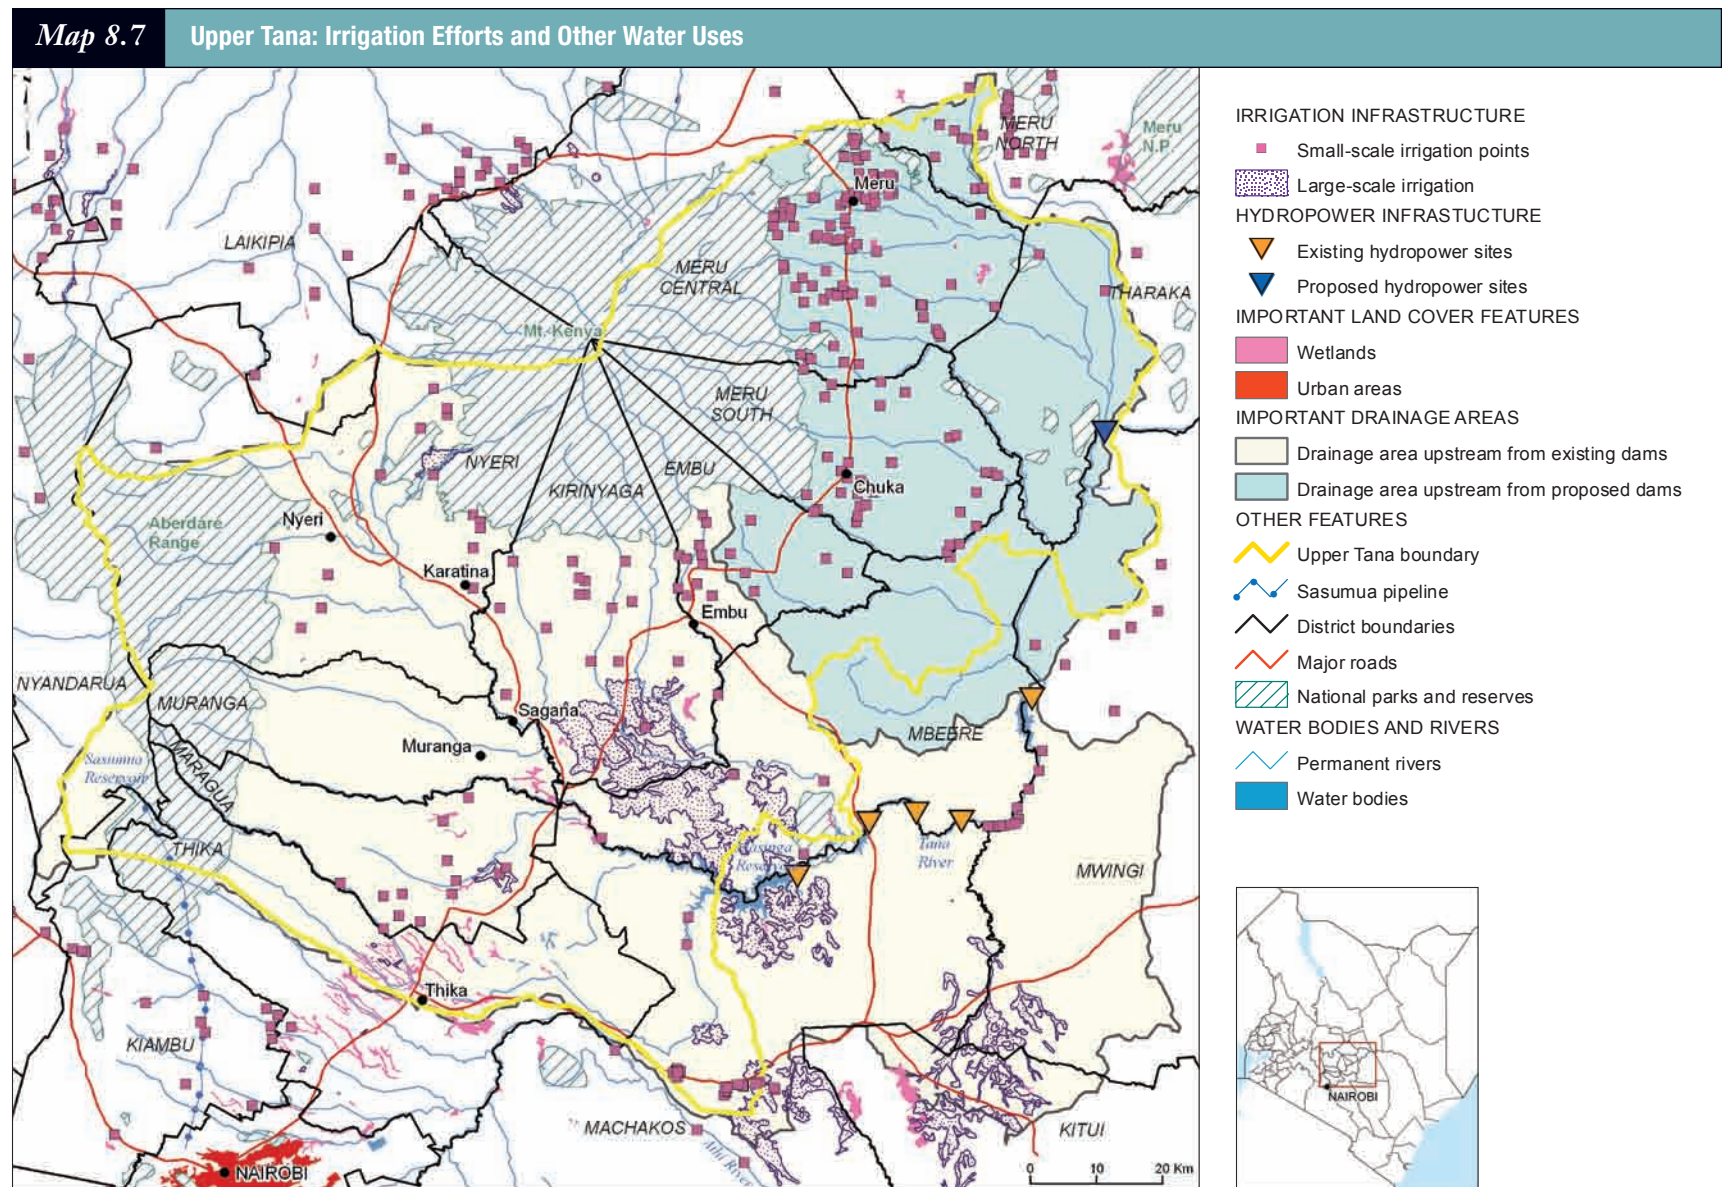 Map 8.7
Upper Tana: Irrigation Efforts and Other Water Uses
MERU
NORTH
Meru
N.P.
Meru
LAIKIPIA
MERU
CENTRAL
THARAKA
Mt. Kenya
MERU
SOUTH
NYERI
EMBU
KIRINYAGA
Chuka
Aberdare
Range
Nyeri
Karatina
Embu
NYANDARUA
MURANGA
Sagana
MBEERE
Muranga
Sasumua
Reservoir
MARAGUA
THIKA
Masinga
Reservoir
Tana
River
MWINGI
Thika
KIAMBU
MACHAKOS
Athi River
KITUI
NAIROBI
0 10 20 Km
IRRIGATION INFRASTRUCTURE
Small-scale irrigation points
Large-scale irrigation
HYDROPOWER INFRASTUCTURE
Existing hydropower sites
Proposed hydropower sites
IMPORTANT LAND COVER FEATURES
Wetlands
Urban areas
IMPORTANT DRAINAGE AREAS
Drainage area upstream from existing dams
Drainage area upstream from proposed dams
OTHER FEATURES
Upper Tana boundary
Sasumua pipeline
District boundaries
Major roads
National parks and reserves
WATER BODIES AND RIVERS
Permanent rivers
Water bodies
NAIROBI